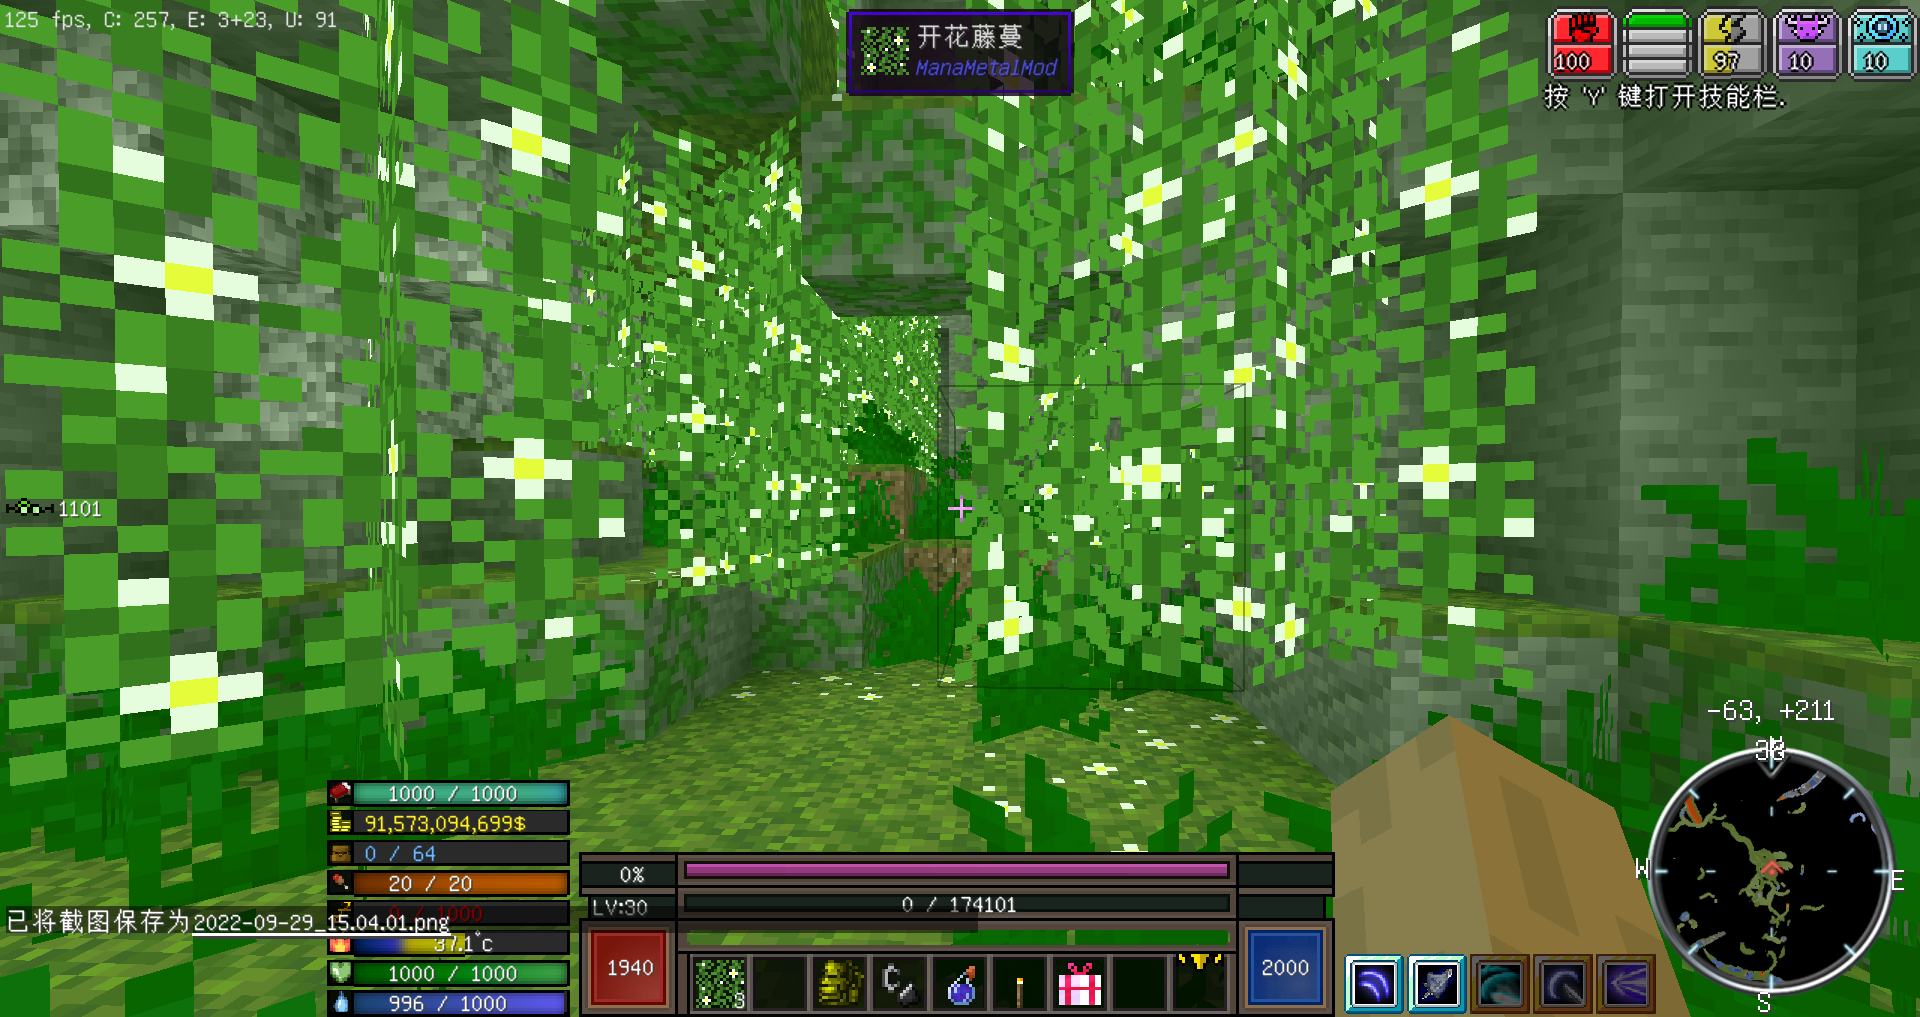 125 fps, C: 257, E: 3+23, U: 91
开花藤蔓
ManaMetalMod
100
97
10
10
按 'Y' 键打开技能栏.
1101
-63, +211
W
E
S
1000 / 1000
91,573,094,699$
0 / 64
20 / 20
0 / 1000
已将截图保存为2022-09-29_15.04.01.png
37.1°c
1000 / 1000
996 / 1000
0%
LV:30
0 / 174101
1940
3
2000